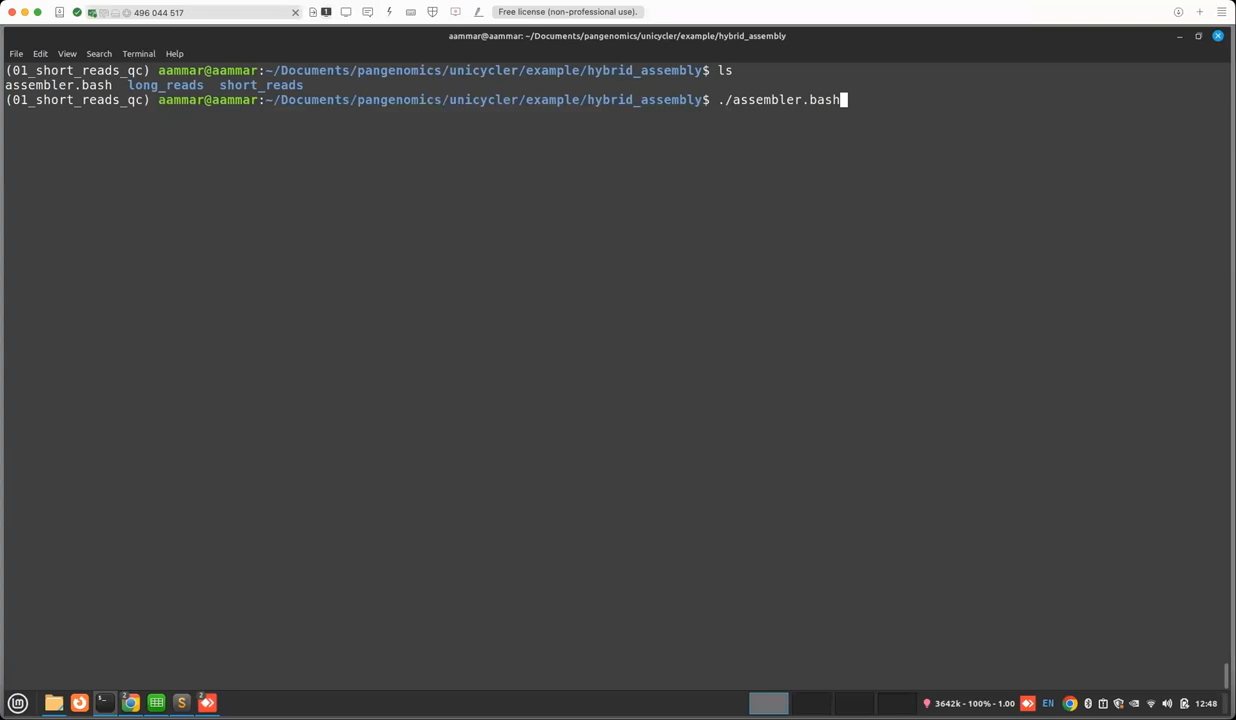 496 044 517
Free license (non-professional use).
aammar@aammar: ~/Documents/pangenomics/unicycler/example/hybrid_assembly
File Edit View Search Terminal Help
(01_short_reads_qc) aammar@aammar:~/Documents/pangenomics/unicycler/example/hybrid_assembly$ ls
assembler.bash long_reads short_reads
(01_short_reads_qc) aammar@aammar:~/Documents/pangenomics/unicycler/example/hybrid_assembly$ ./assembler.bash
3642k - 100% - 1.00 EN 12:48